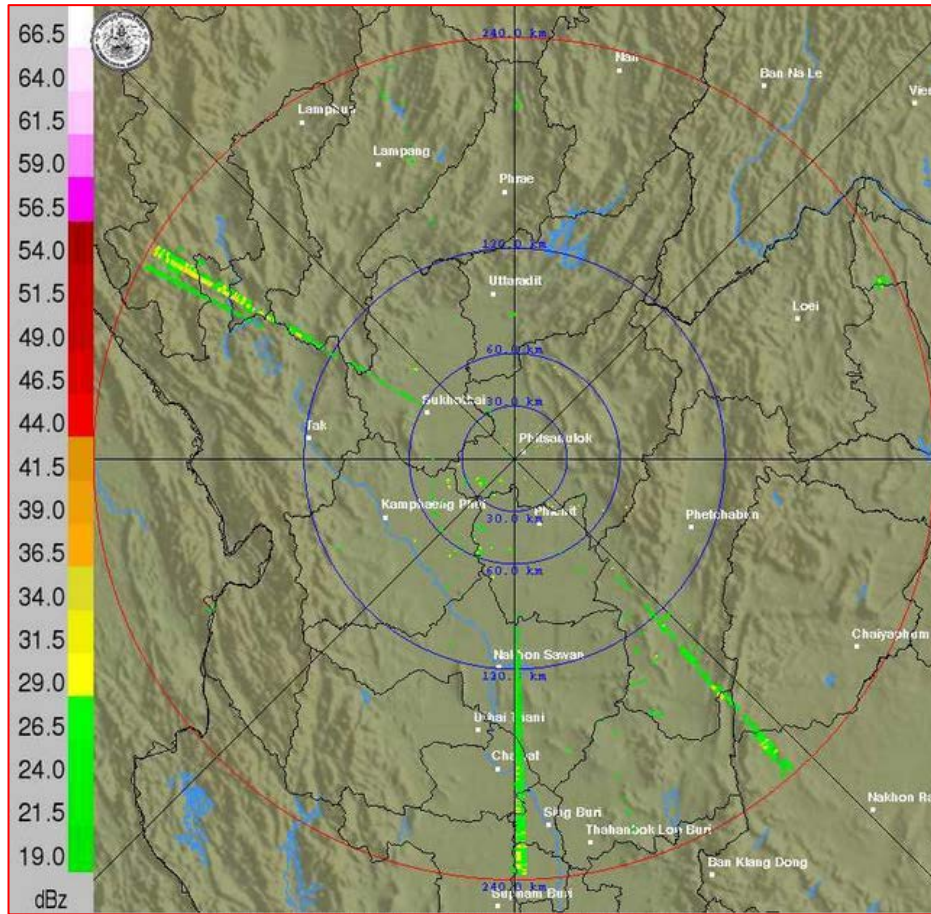 66.5
64.0
61.5
59.0
56.5
54.0
51.5
49.0
46.5
44.0
41.5
39.0
36.5
34.0
31.5
29.0
26.5
24.0
21.5
19.0
dBz
240.0 km
Nan
Ban Na Le
Lamphun
Lampang
Phrae
120.0 km
Uttaradit
Loei
60.0 km
30.0 km
Sukhothai
Tak
Phitsanulok
Kamphaeng Phet
30.0 km
Phichit
Phetchabun
60.0 km
Chaiyaphum
Nakhon Sawan
120.0 km
Uthai Thani
Chainat
Sing Buri
Thahanbok Lop Buri
Nakhon Ra
Ban Klang Dong
240.0 km
Suphan Buri